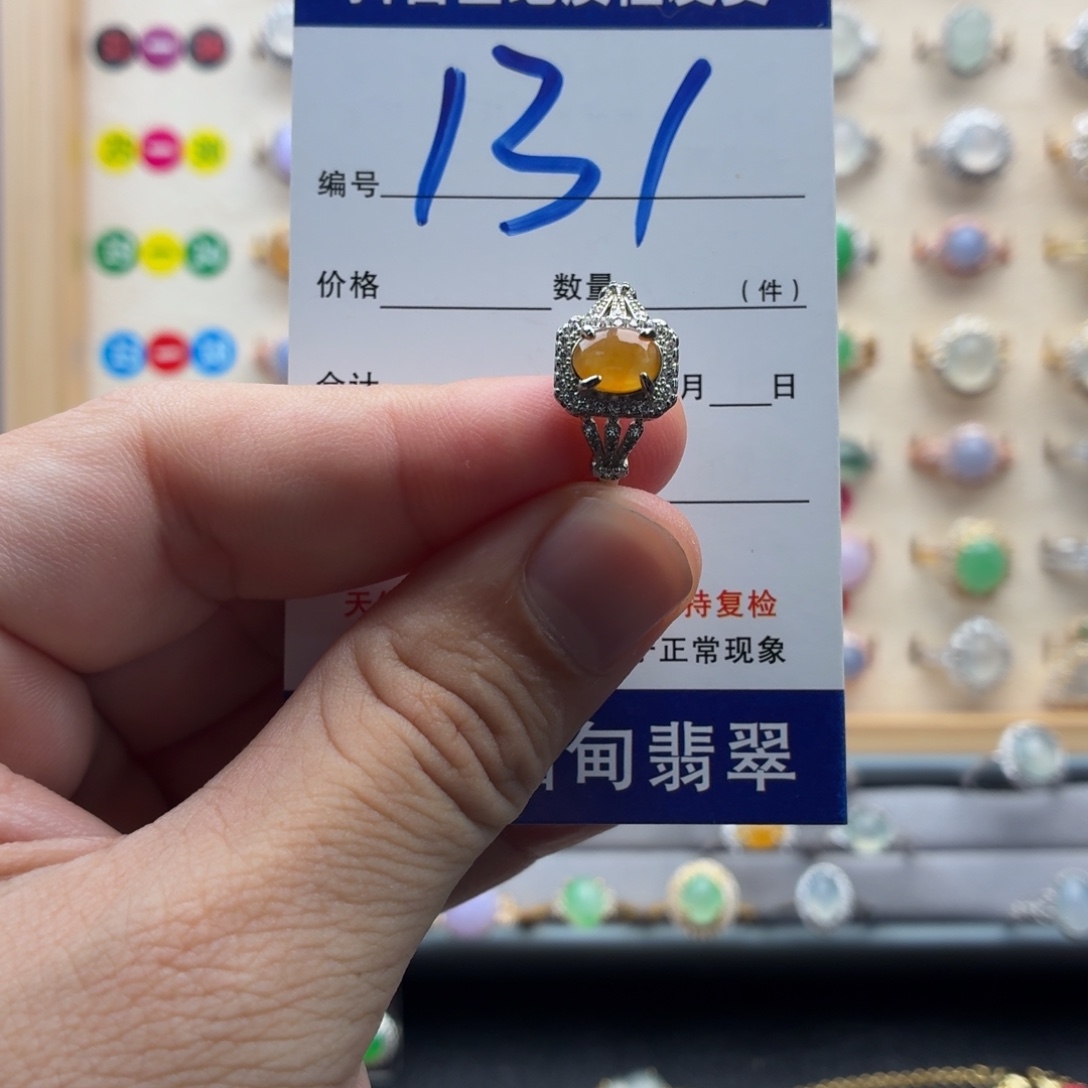 131
编号
价格 数量 (件)
合计 月 日
天 持复检
正常现象
甸翡翠